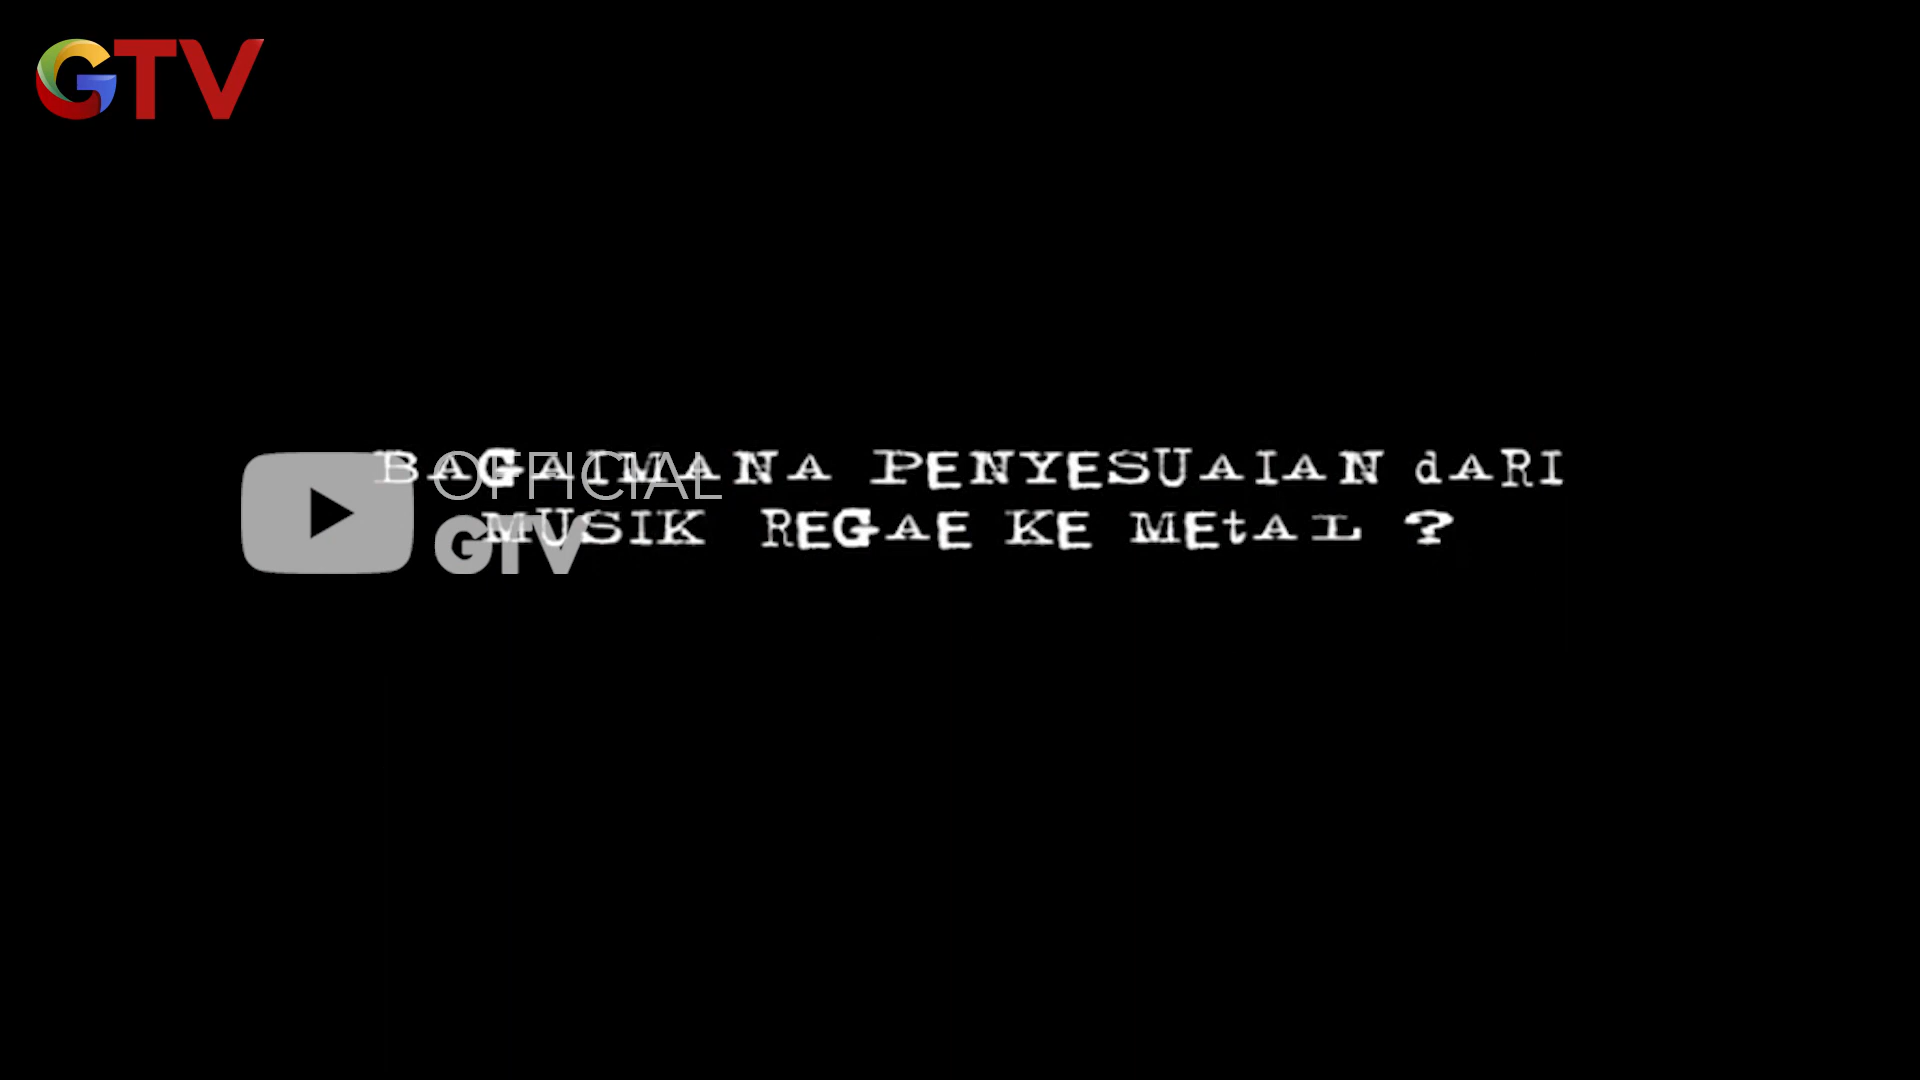 GTV
BAGAIMANA PENYESUAIAN dARI
MUSIK REGAE KE MEtAL ?
OFFICIAL
GTV